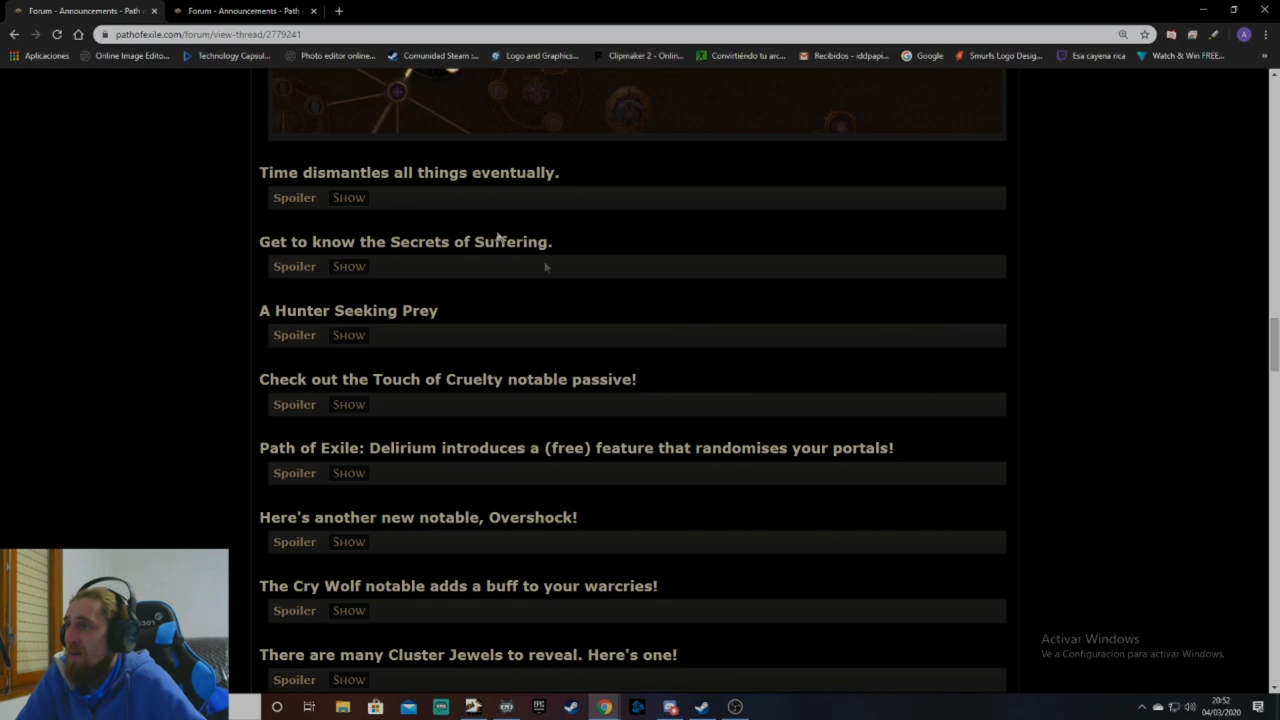 Forum - Announcements - Path
Forum - Announcements - Path
pathofexile.com/forum/view-thread/2779241
Aplicaciones
Online Image Edito...
Technology Capsul...
Photo editor online...
Comunidad Steam :...
Logo and Graphics...
Clipmaker 2 - Onlin...
Convirtiéndo tu arc...
Recibidos - iddpapi...
Google
Smurfs Logo Desig...
Esa cayena rica
Watch & Win FREE...
Time dismantles all things eventually.
Spoiler Show
Get to know the Secrets of Suffering.
Spoiler Show
A Hunter Seeking Prey
Spoiler Show
Check out the Touch of Cruelty notable passive!
Spoiler Show
Path of Exile: Delirium introduces a (free) feature that randomises your portals!
Spoiler Show
Here's another new notable, Overshock!
Spoiler Show
The Cry Wolf notable adds a buff to your warcries!
Spoiler Show
There are many Cluster Jewels to reveal. Here's one!
Spoiler Show
Activar Windows
Ve a Configuración para activar Windows.
20:52
04/03/2020